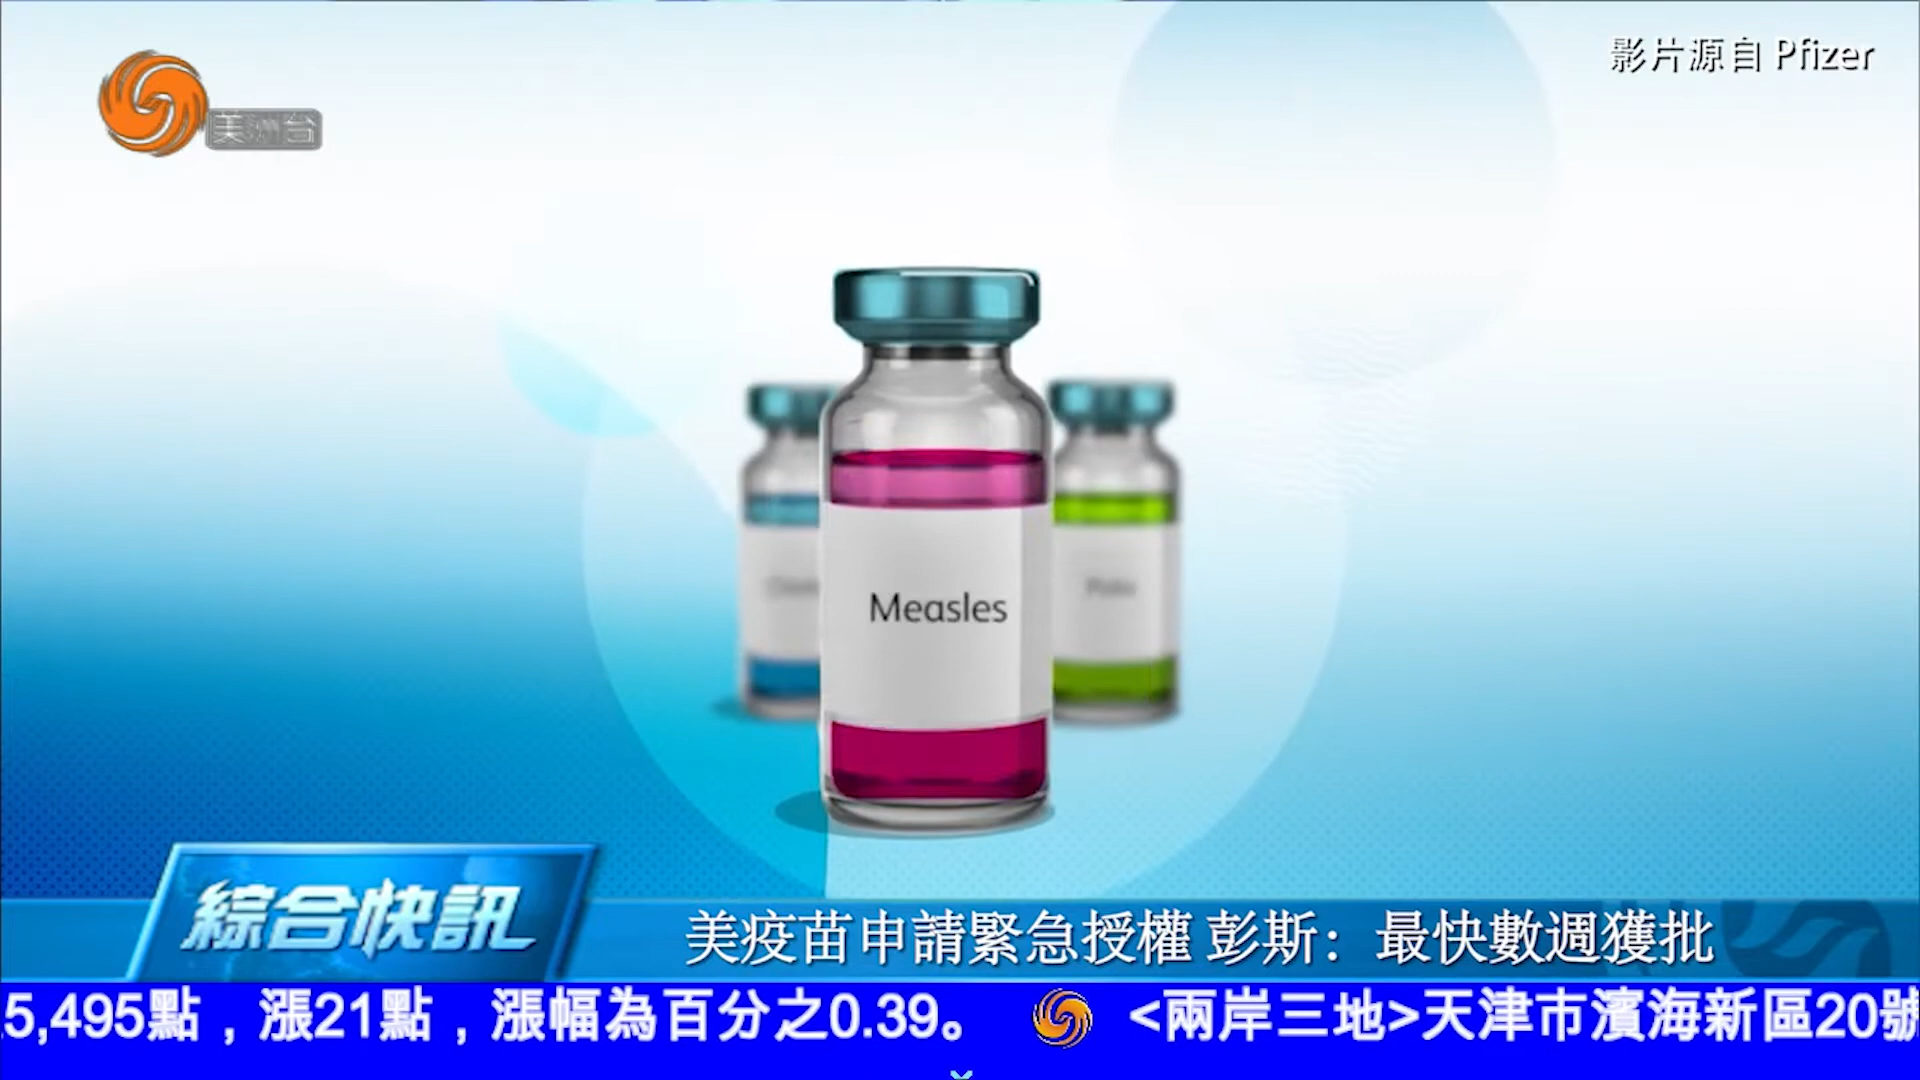 影片源自 Pfizer
美洲台
Measles
綜合快訊
美疫苗申請緊急授權 彭斯：最快數週獲批
5,495點，漲21點，漲幅為百分之0.39。 <兩岸三地>天津市濱海新區20號